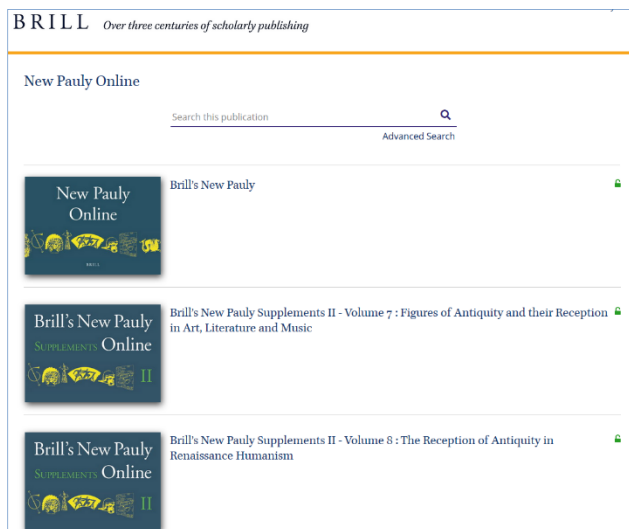 BRILL Over three centuries of scholarly publishing
New Pauly Online
Search this publication
Advanced Search
New Pauly
Online
BRILL
Brill's New Pauly
Brill's New Pauly
SUPPLEMENTS Online
II
Brill's New Pauly Supplements II - Volume 7 : Figures of Antiquity and their Reception
in Art, Literature and Music
Brill's New Pauly
SUPPLEMENTS Online
II
Brill's New Pauly Supplements II - Volume 8 : The Reception of Antiquity in
Renaissance Humanism